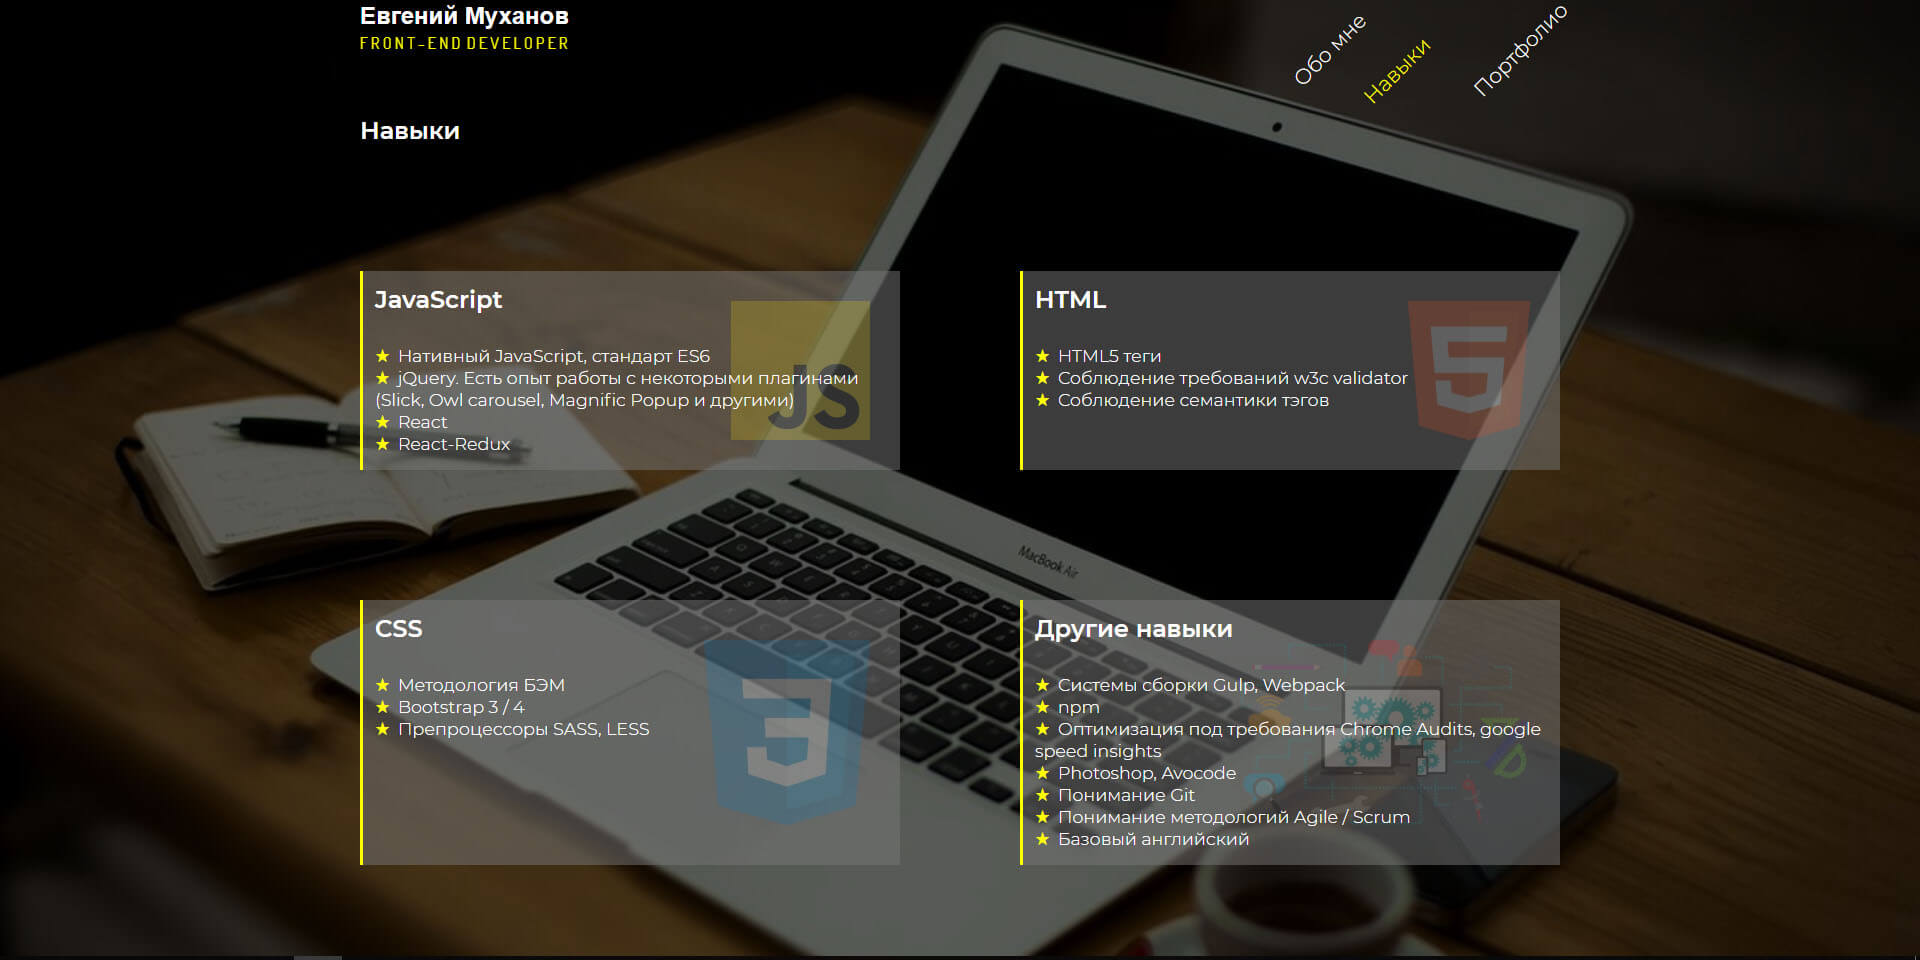 Евгений Муханов
FRONT-END DEVELOPER
Обо мне
Навыки
Портфолио
Навыки
JavaScript
★ Нативный JavaScript, стандарт ES6
★ jQuery. Есть опыт работы с некоторыми плагинами
(Slick, Owl carousel, Magnific Popup и другими)
★ React
★ React-Redux
JS
HTML
★ HTML5 теги
★ Соблюдение требований w3c validator
★ Соблюдение семантики тэгов
5
MacBook Air
CSS
★ Методология БЭМ
★ Bootstrap 3 / 4
★ Препроцессоры SASS, LESS
3
Другие навыки
★ Системы сборки Gulp, Webpack
★ npm
★ Оптимизация под требования Chrome Audits, google
speed insights
★ Photoshop, Avocode
★ Понимание Git
★ Понимание методологий Agile / Scrum
★ Базовый английский